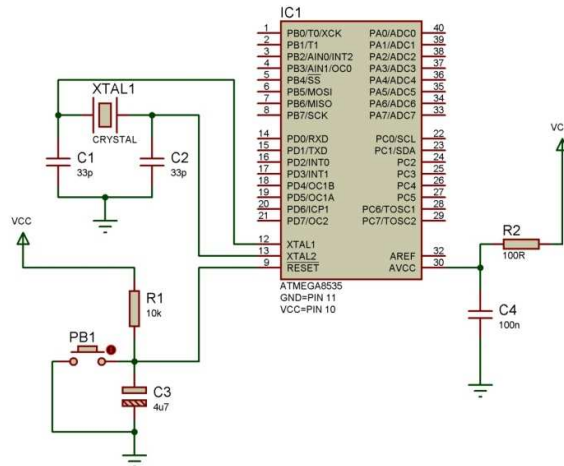 IC1
1 PB0/T0/XCK PA0/ADC0 40
2 PB1/T1 PA1/ADC1 39
3 PB2/AIN0/INT2 PA2/ADC2 38
4 PB3/AIN1/OC0 PA3/ADC3 37
5 PB4/SS PA4/ADC4 36
6 PB5/MOSI PA5/ADC5 35
7 PB6/MISO PA6/ADC6 34
8 PB7/SCK PA7/ADC7 33
14 PD0/RXD PC0/SCL 22
15 PD1/TXD PC1/SDA 23
16 PD2/INT0 PC2 24
17 PD3/INT1 PC3 25
18 PD4/OC1B PC4 26
19 PD5/OC1A PC5 27
20 PD6/ICP1 PC6/TOSC1 28
21 PD7/OC2 PC7/TOSC2 29
12 XTAL1
13 XTAL2 AREF 32
9 RESET AVCC 30
ATMEGA8535
GND=PIN 11
VCC=PIN 10
XTAL1
CRYSTAL
C1
33p
C2
33p
VCC
R1
10k
PB1
C3
4u7
VC
R2
100R
C4
100n